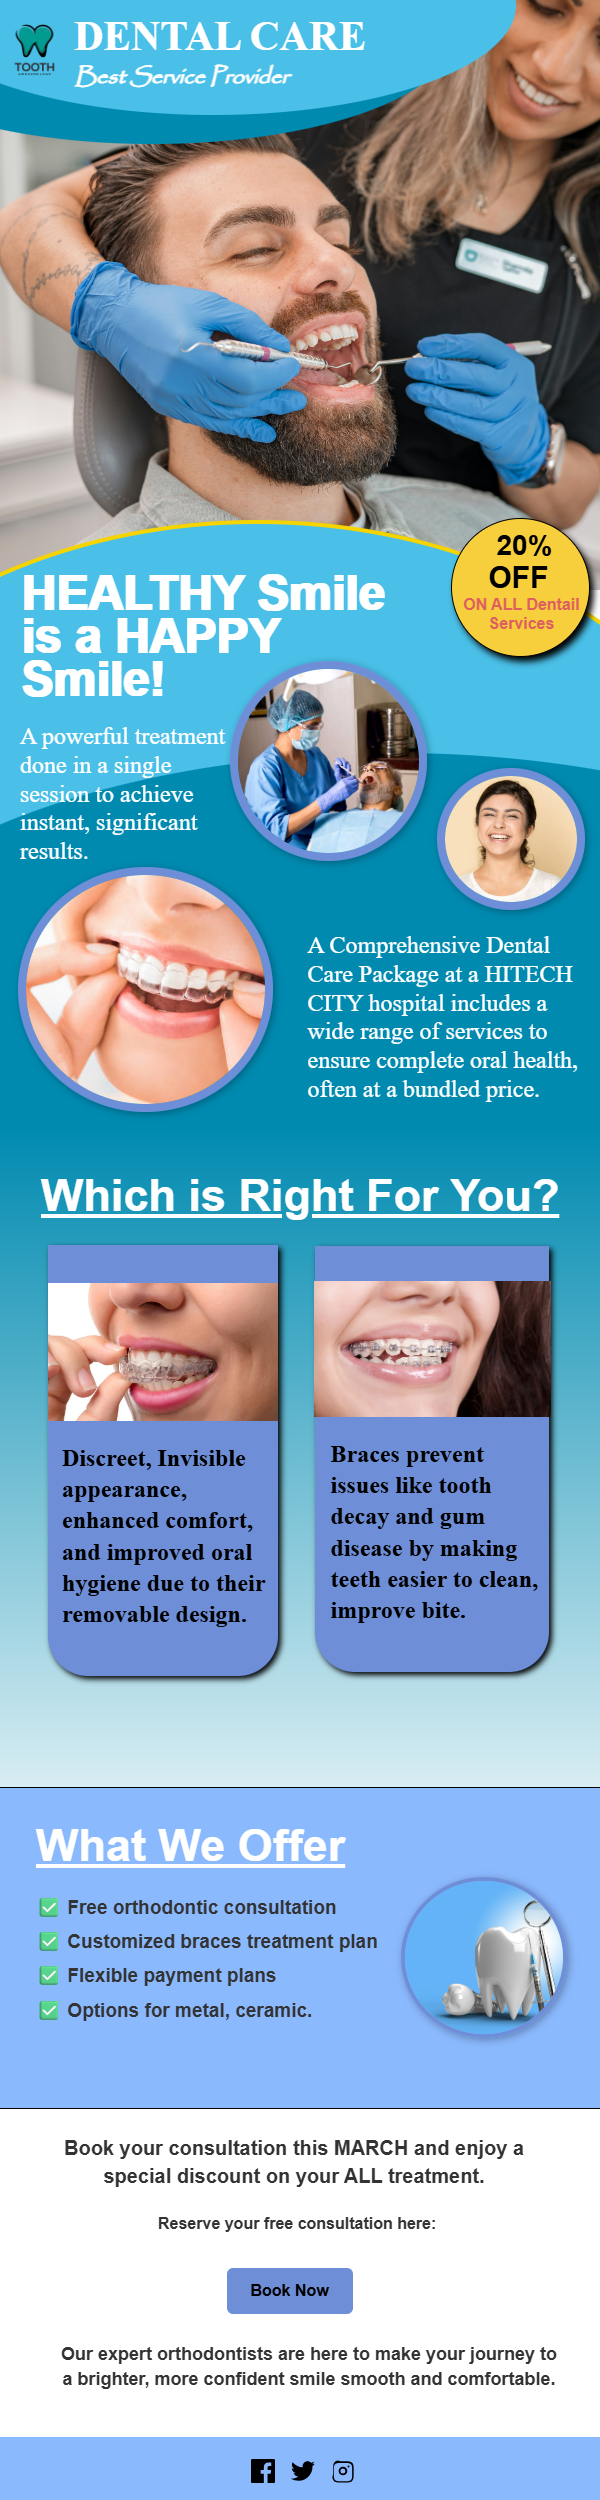 DENTAL CARE
Best Service Provider
TOOTH
20%
OFF
ON ALL Dentail
Services
HEALTHY Smile
is a HAPPY
Smile!
A powerful treatment
done in a single
session to achieve
instant, significant
results.
A Comprehensive Dental
Care Package at a HITECH
CITY hospital includes a
wide range of services to
ensure complete oral health,
often at a bundled price.
Which is Right For You?
Discreet, Invisible
appearance,
enhanced comfort,
and improved oral
hygiene due to their
removable design.
Braces prevent
issues like tooth
decay and gum
disease by making
teeth easier to clean,
improve bite.
What We Offer
Free orthodontic consultation
Customized braces treatment plan
Flexible payment plans
Options for metal, ceramic.
Book your consultation this MARCH and enjoy a
special discount on your ALL treatment.
Reserve your free consultation here:
Book Now
Our expert orthodontists are here to make your journey to
a brighter, more confident smile smooth and comfortable.